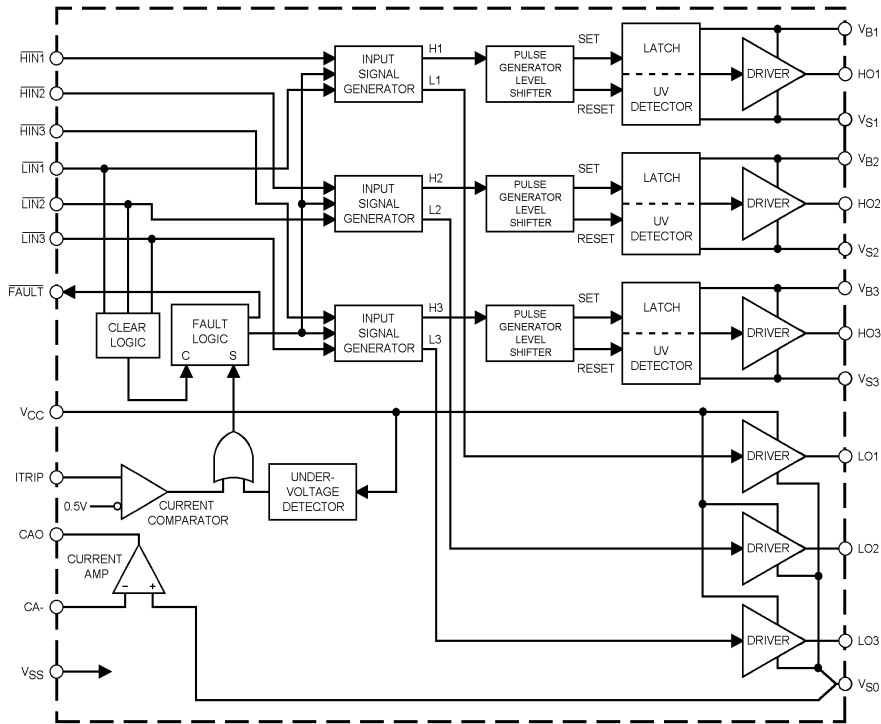 HIN1
HIN2
HIN3
LIN1
LIN2
LIN3
FAULT
VCC
ITRIP
0.5V
CAO
CA-
VSS
CLEAR
LOGIC
FAULT
LOGIC
C S
CURRENT
COMPARATOR
UNDER-
VOLTAGE
DETECTOR
CURRENT
AMP
- +
INPUT
SIGNAL
GENERATOR
H1
L1
PULSE
GENERATOR
LEVEL
SHIFTER
SET
RESET
LATCH
UV
DETECTOR
DRIVER
VB1
HO1
VS1
INPUT
SIGNAL
GENERATOR
H2
L2
PULSE
GENERATOR
LEVEL
SHIFTER
SET
RESET
LATCH
UV
DETECTOR
DRIVER
VB2
HO2
VS2
INPUT
SIGNAL
GENERATOR
H3
L3
PULSE
GENERATOR
LEVEL
SHIFTER
SET
RESET
LATCH
UV
DETECTOR
DRIVER
VB3
HO3
VS3
DRIVER
LO1
DRIVER
LO2
DRIVER
LO3
VS0